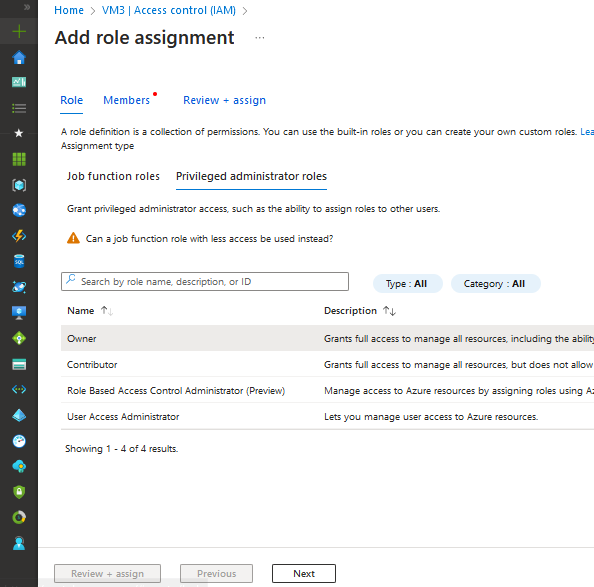 Home > VM3 | Access control (IAM) >
Add role assignment ...
Role Members Review + assign
A role definition is a collection of permissions. You can use the built-in roles or you can create your own custom roles. Lea
Assignment type
Job function roles Privileged administrator roles
Grant privileged administrator access, such as the ability to assign roles to other users.
Can a job function role with less access be used instead?
Search by role name, description, or ID Type : All Category : All
Name ↑↓ Description ↑↓
Owner Grants full access to manage all resources, including the ability
Contributor Grants full access to manage all resources, but does not allow
Role Based Access Control Administrator (Preview) Manage access to Azure resources by assigning roles using Az
User Access Administrator Lets you manage user access to Azure resources.
Showing 1 - 4 of 4 results.
Review + assign Previous Next